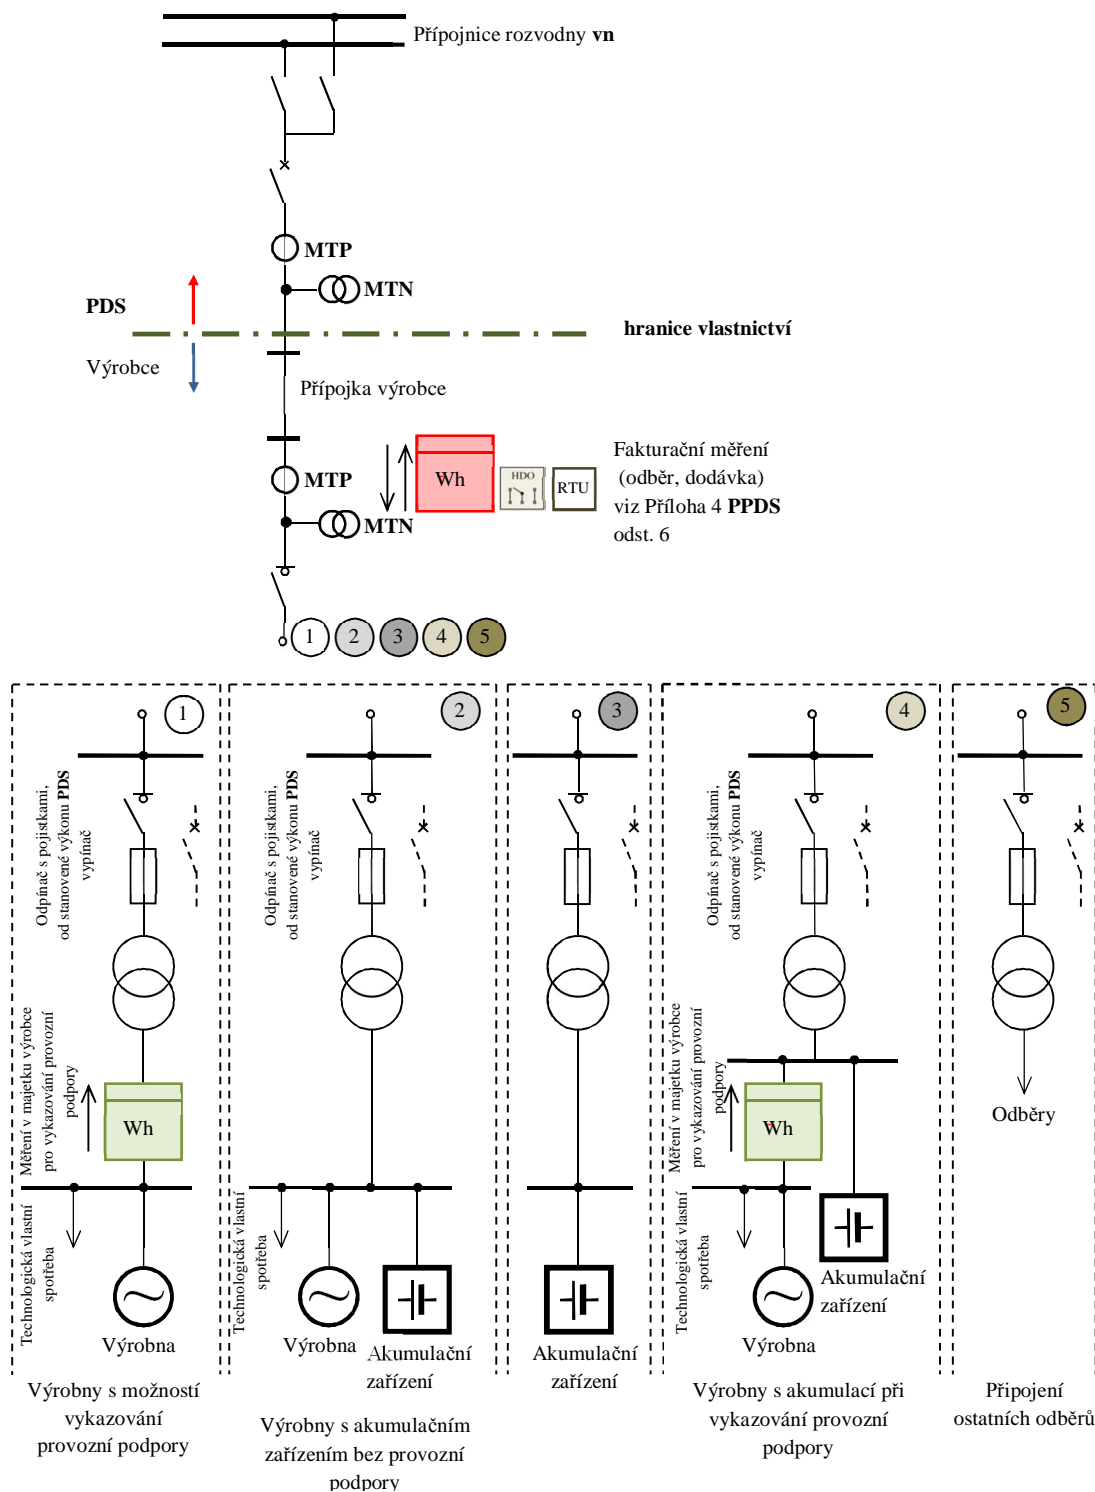 Přípojnice rozvodny vn
MTP
MTN
PDS
hranice vlastnictví
Výrobce
Přípojka výrobce
MTP
Wh
HDO
RTU
MTN
Fakturační měření
(odběr, dodávka)
viz Příloha 4 PPDS
odst. 6
1
2
3
4
5
1
Odpínač s pojistkami,
od stanovené výkonu PDS
vypínač
Měření v majetku výrobce
pro vykazování provozní
podpory
Wh
Technologická vlastní
spotřeba
Výrobna
Výrobny s možností
vykazování
provozní podpory
2
Odpínač s pojistkami,
od stanovené výkonu PDS
vypínač
Technologická vlastní
spotřeba
Výrobna
Akumulační
zařízení
Výrobny s akumulačním
zařízením bez provozní
podpory
3
Akumulační
zařízení
4
Odpínač s pojistkami,
od stanovené výkonu PDS
vypínač
Měření v majetku výrobce
pro vykazování provozní
podpory
Wh
Technologická vlastní
spotřeba
Výrobna
Akumulační
zařízení
Výrobny s akumulací při
vykazování provozní
podpory
5
Odběry
Připojení
ostatních odběrů